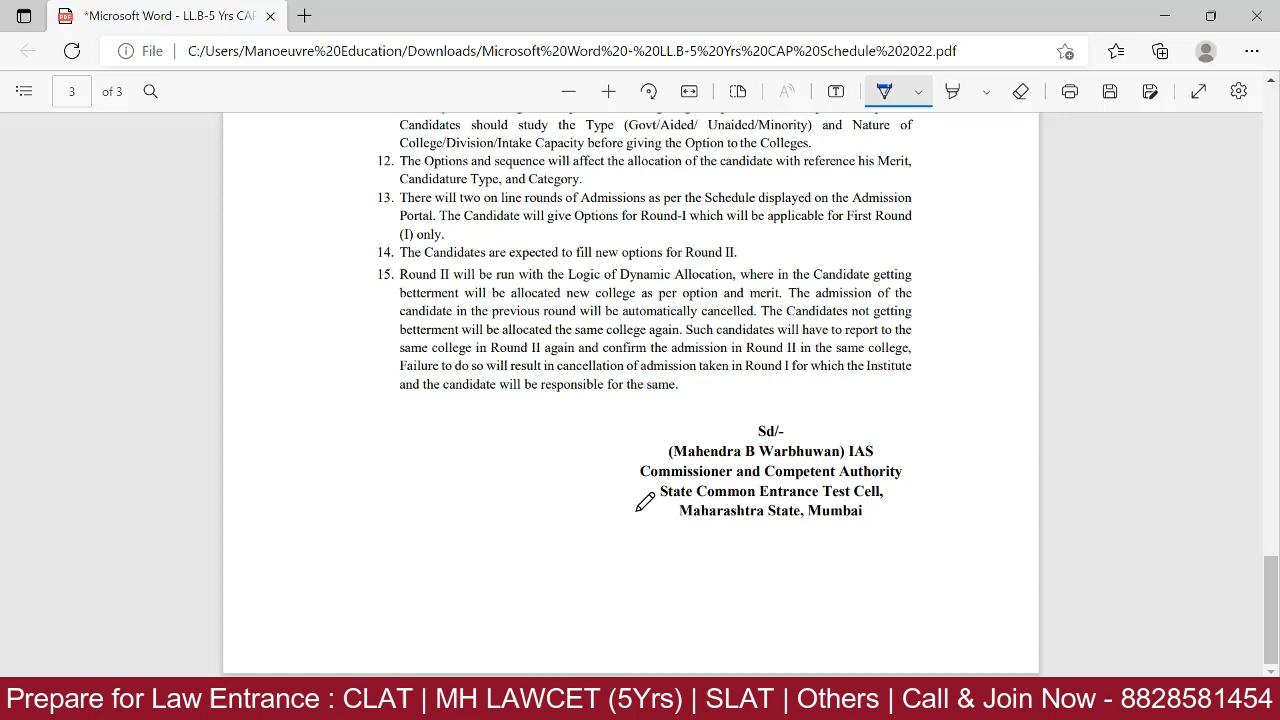 *Microsoft Word - LL.B-5 Yrs CAP
File
C:/Users/Manoeuvre%20Education/Downloads/Microsoft%20Word%20-%20LL.B-5%20Yrs%20CAP%20Schedule%202022.pdf
3 of 3
Candidates should study the Type (Govt/Aided/ Unaided/Minority) and Nature of
College/Division/Intake Capacity before giving the Option to the Colleges.
12. The Options and sequence will affect the allocation of the candidate with reference his Merit,
Candidature Type, and Category.
13. There will two on line rounds of Admissions as per the Schedule displayed on the Admission
Portal. The Candidate will give Options for Round-I which will be applicable for First Round
(I) only.
14. The Candidates are expected to fill new options for Round II.
15. Round II will be run with the Logic of Dynamic Allocation, where in the Candidate getting
betterment will be allocated new college as per option and merit. The admission of the
candidate in the previous round will be automatically cancelled. The Candidates not getting
betterment will be allocated the same college again. Such candidates will have to report to the
same college in Round II again and confirm the admission in Round II in the same college,
Failure to do so will result in cancellation of admission taken in Round I for which the Institute
and the candidate will be responsible for the same.
Sd/-
(Mahendra B Warbhuwan) IAS
Commissioner and Competent Authority
State Common Entrance Test Cell,
Maharashtra State, Mumbai
Prepare for Law Entrance : CLAT | MH LAWCET (5Yrs) | SLAT | Others | Call & Join Now - 8828581454